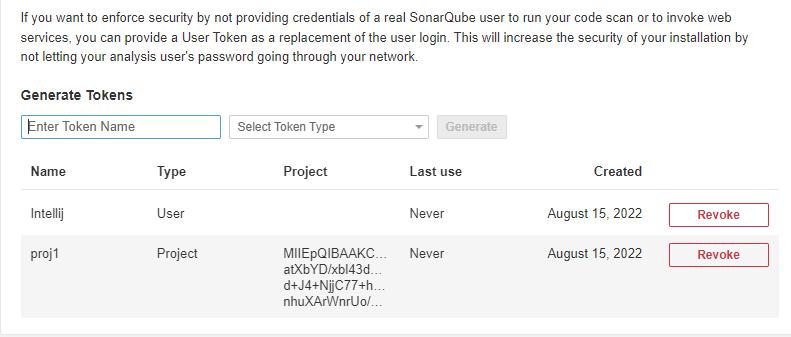 If you want to enforce security by not providing credentials of a real SonarQube user to run your code scan or to invoke web
services, you can provide a User Token as a replacement of the user login. This will increase the security of your installation by
not letting your analysis user's password going through your network.
Generate Tokens
Enter Token Name Select Token Type Generate
Name Type Project Last use Created
Intellij User Never August 15, 2022 Revoke
proj1 Project MIIEpQIBAAKC... Never August 15, 2022 Revoke
atXbYD/xbl43d...
d+J4+NjjC77+h...
nhuXArWnrUo/...